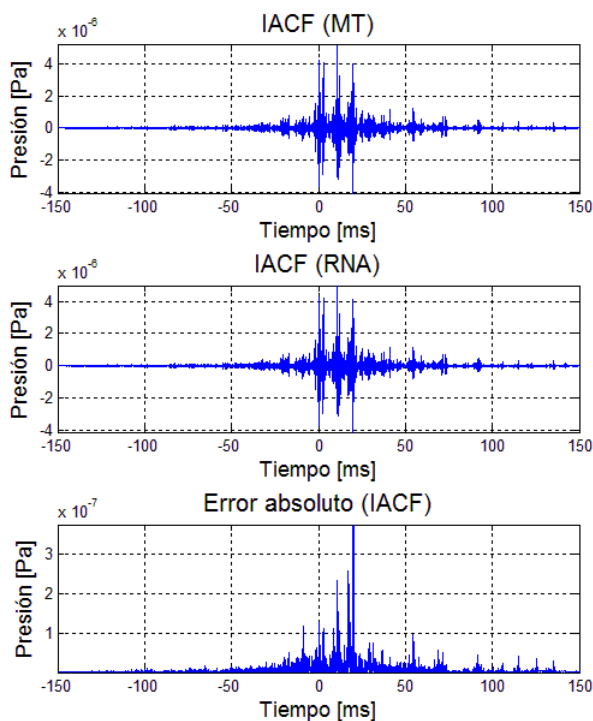 IACF (MT)
x 10⁻⁶
Presión [Pa]
4
2
0
-2
-4
-150 -100 -50 0 50 100 150
Tiempo [ms]
IACF (RNA)
x 10⁻⁶
Presión [Pa]
4
2
0
-2
-4
-150 -100 -50 0 50 100 150
Tiempo [ms]
Error absoluto (IACF)
x 10⁻⁷
Presión [Pa]
3
2
1
-150 -100 -50 0 50 100 150
Tiempo [ms]